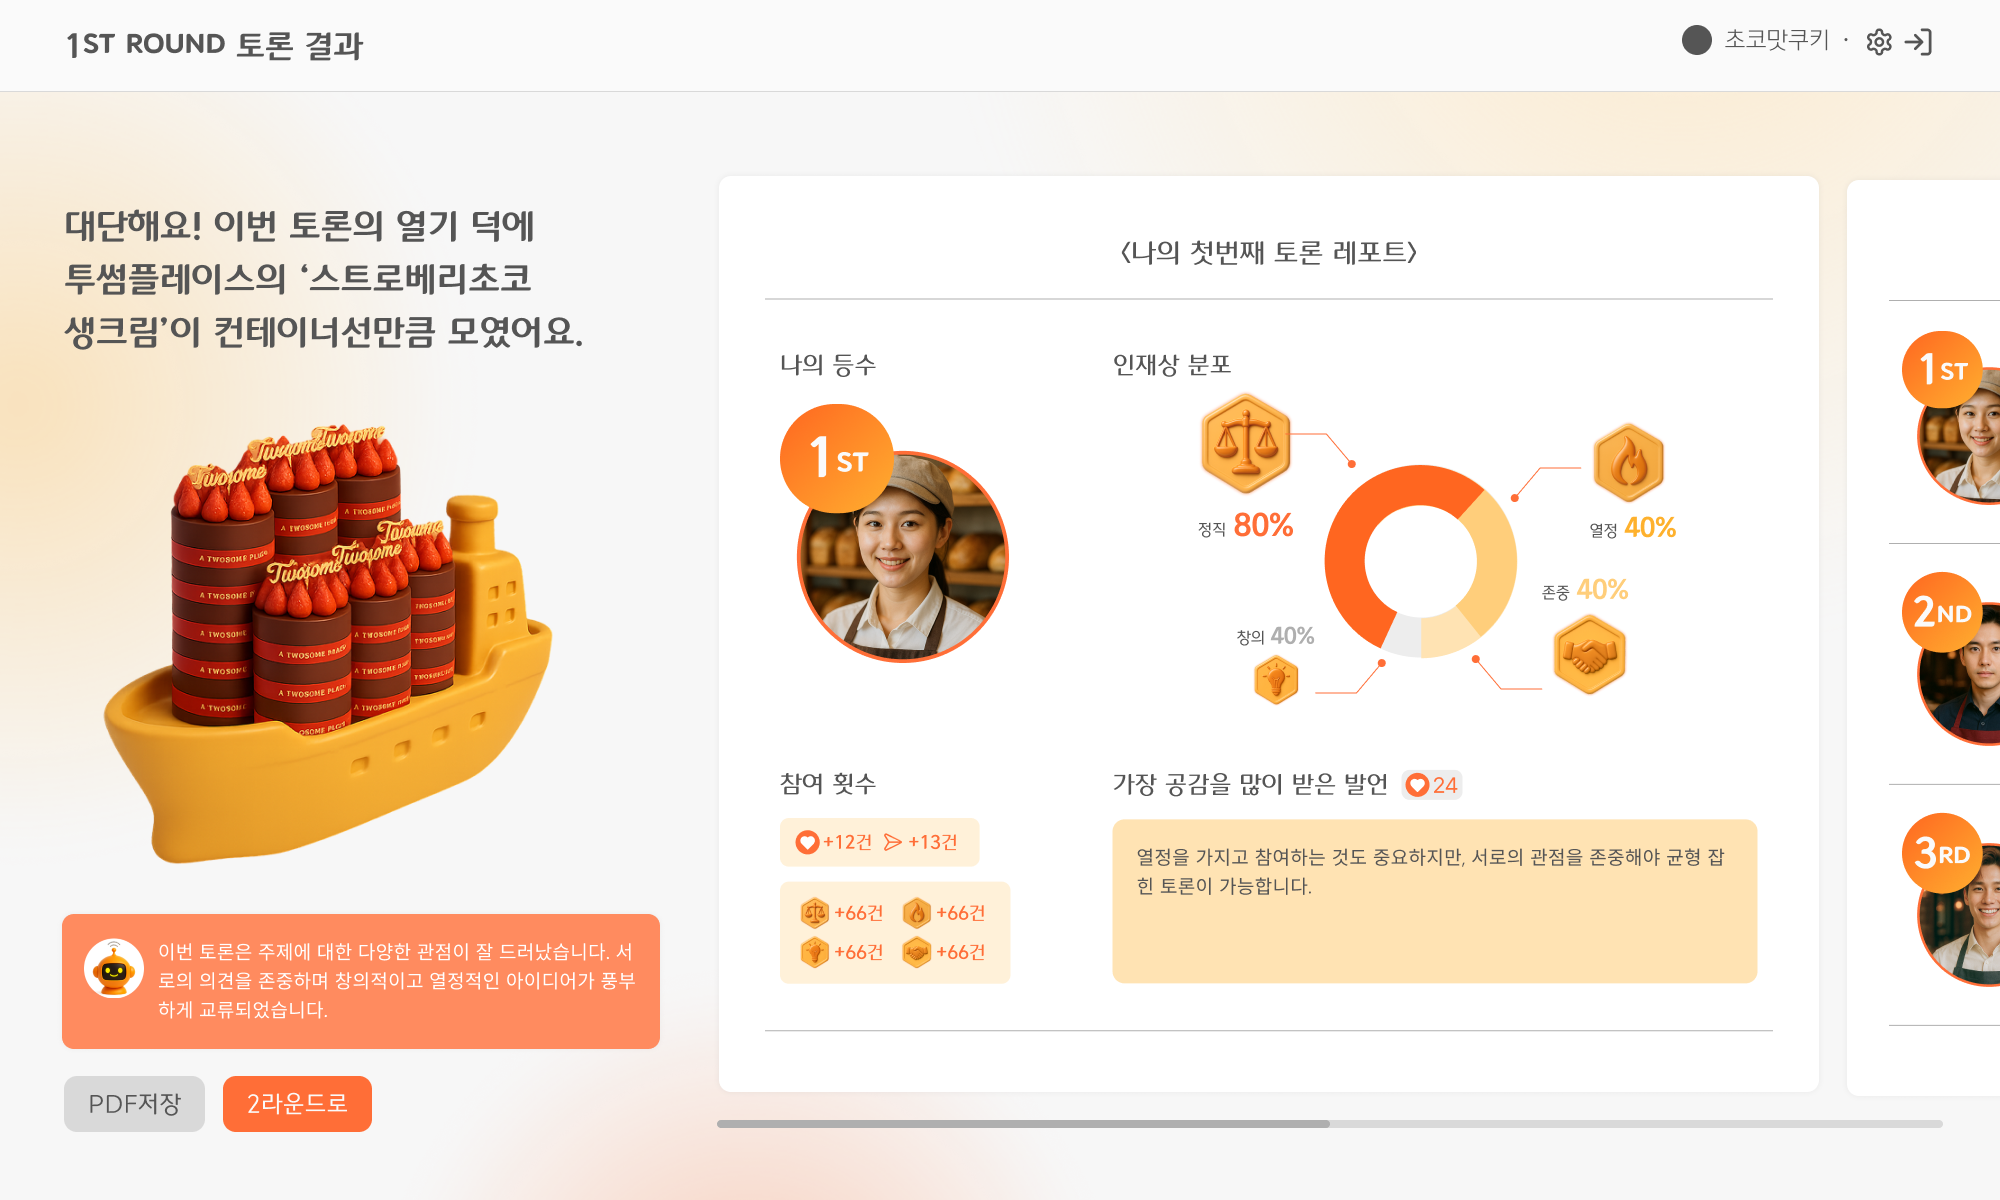 1ST ROUND 토론 결과
초코맛쿠키 ·
대단해요! 이번 토론의 열기 덕에
투썸플레이스의 ‘스트로베리초코
생크림’이 컨테이너선만큼 모였어요.
Twosome
Twosome
Twosome
Twosome
Twosome
Twosome
A TWOSOME PLACE
이번 토론은 주제에 대한 다양한 관점이 잘 드러났습니다. 서
로의 의견을 존중하며 창의적이고 열정적인 아이디어가 풍부
하게 교류되었습니다.
PDF저장
2라운드로
〈나의 첫번째 토론 레포트〉
나의 등수
1ST
인재상 분포
정직 80%
열정 40%
존중 40%
창의 40%
참여 횟수
+12건 +13건
+66건 +66건
+66건 +66건
가장 공감을 많이 받은 발언 24
열정을 가지고 참여하는 것도 중요하지만, 서로의 관점을 존중해야 균형 잡
힌 토론이 가능합니다.
1ST
2ND
3RD